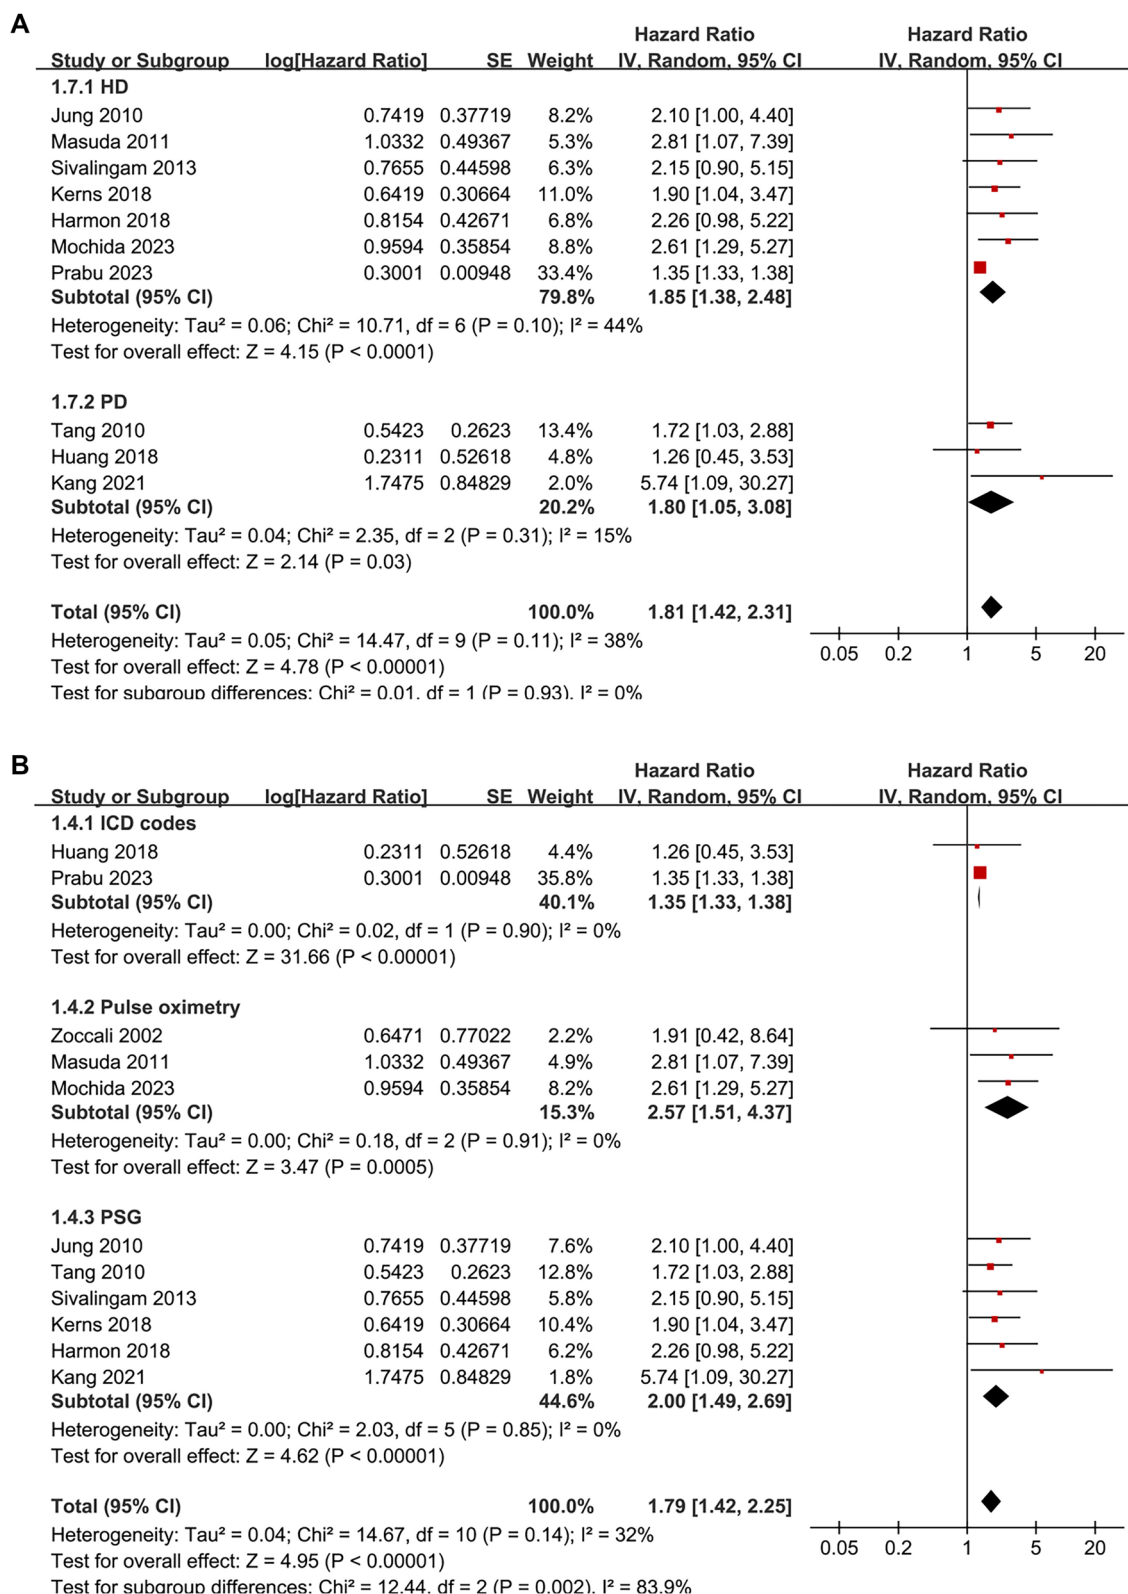 A
Hazard Ratio Hazard Ratio
Study or Subgroup log[Hazard Ratio] SE Weight IV, Random, 95% CI IV, Random, 95% CI
1.7.1 HD
Jung 2010 0.7419 0.37719 8.2% 2.10 [1.00, 4.40]
Masuda 2011 1.0332 0.49367 5.3% 2.81 [1.07, 7.39]
Sivalingam 2013 0.7655 0.44598 6.3% 2.15 [0.90, 5.15]
Kerns 2018 0.6419 0.30664 11.0% 1.90 [1.04, 3.47]
Harmon 2018 0.8154 0.42671 6.8% 2.26 [0.98, 5.22]
Mochida 2023 0.9594 0.35854 8.8% 2.61 [1.29, 5.27]
Prabu 2023 0.3001 0.00948 33.4% 1.35 [1.33, 1.38]
Subtotal (95% CI) 79.8% 1.85 [1.38, 2.48]
Heterogeneity: Tau² = 0.06; Chi² = 10.71, df = 6 (P = 0.10); I² = 44%
Test for overall effect: Z = 4.15 (P < 0.0001)
1.7.2 PD
Tang 2010 0.5423 0.2623 13.4% 1.72 [1.03, 2.88]
Huang 2018 0.2311 0.52618 4.8% 1.26 [0.45, 3.53]
Kang 2021 1.7475 0.84829 2.0% 5.74 [1.09, 30.27]
Subtotal (95% CI) 20.2% 1.80 [1.05, 3.08]
Heterogeneity: Tau² = 0.04; Chi² = 2.35, df = 2 (P = 0.31); I² = 15%
Test for overall effect: Z = 2.14 (P = 0.03)
Total (95% CI) 100.0% 1.81 [1.42, 2.31]
Heterogeneity: Tau² = 0.05; Chi² = 14.47, df = 9 (P = 0.11); I² = 38%
Test for overall effect: Z = 4.78 (P < 0.00001)
Test for subgroup differences: Chi² = 0.01, df = 1 (P = 0.93), I² = 0%
0.05 0.2 1 5 20
B
Hazard Ratio Hazard Ratio
Study or Subgroup log[Hazard Ratio] SE Weight IV, Random, 95% CI IV, Random, 95% CI
1.4.1 ICD codes
Huang 2018 0.2311 0.52618 4.4% 1.26 [0.45, 3.53]
Prabu 2023 0.3001 0.00948 35.8% 1.35 [1.33, 1.38]
Subtotal (95% CI) 40.1% 1.35 [1.33, 1.38]
Heterogeneity: Tau² = 0.00; Chi² = 0.02, df = 1 (P = 0.90); I² = 0%
Test for overall effect: Z = 31.66 (P < 0.00001)
1.4.2 Pulse oximetry
Zoccali 2002 0.6471 0.77022 2.2% 1.91 [0.42, 8.64]
Masuda 2011 1.0332 0.49367 4.9% 2.81 [1.07, 7.39]
Mochida 2023 0.9594 0.35854 8.2% 2.61 [1.29, 5.27]
Subtotal (95% CI) 15.3% 2.57 [1.51, 4.37]
Heterogeneity: Tau² = 0.00; Chi² = 0.18, df = 2 (P = 0.91); I² = 0%
Test for overall effect: Z = 3.47 (P = 0.0005)
1.4.3 PSG
Jung 2010 0.7419 0.37719 7.6% 2.10 [1.00, 4.40]
Tang 2010 0.5423 0.2623 12.8% 1.72 [1.03, 2.88]
Sivalingam 2013 0.7655 0.44598 5.8% 2.15 [0.90, 5.15]
Kerns 2018 0.6419 0.30664 10.4% 1.90 [1.04, 3.47]
Harmon 2018 0.8154 0.42671 6.2% 2.26 [0.98, 5.22]
Kang 2021 1.7475 0.84829 1.8% 5.74 [1.09, 30.27]
Subtotal (95% CI) 44.6% 2.00 [1.49, 2.69]
Heterogeneity: Tau² = 0.00; Chi² = 2.03, df = 5 (P = 0.85); I² = 0%
Test for overall effect: Z = 4.62 (P < 0.00001)
Total (95% CI) 100.0% 1.79 [1.42, 2.25]
Heterogeneity: Tau² = 0.04; Chi² = 14.67, df = 10 (P = 0.14); I² = 32%
Test for overall effect: Z = 4.95 (P < 0.00001)
Test for subgroup differences: Chi² = 12.44, df = 2 (P = 0.002), I² = 83.9%
0.05 0.2 1 5 20